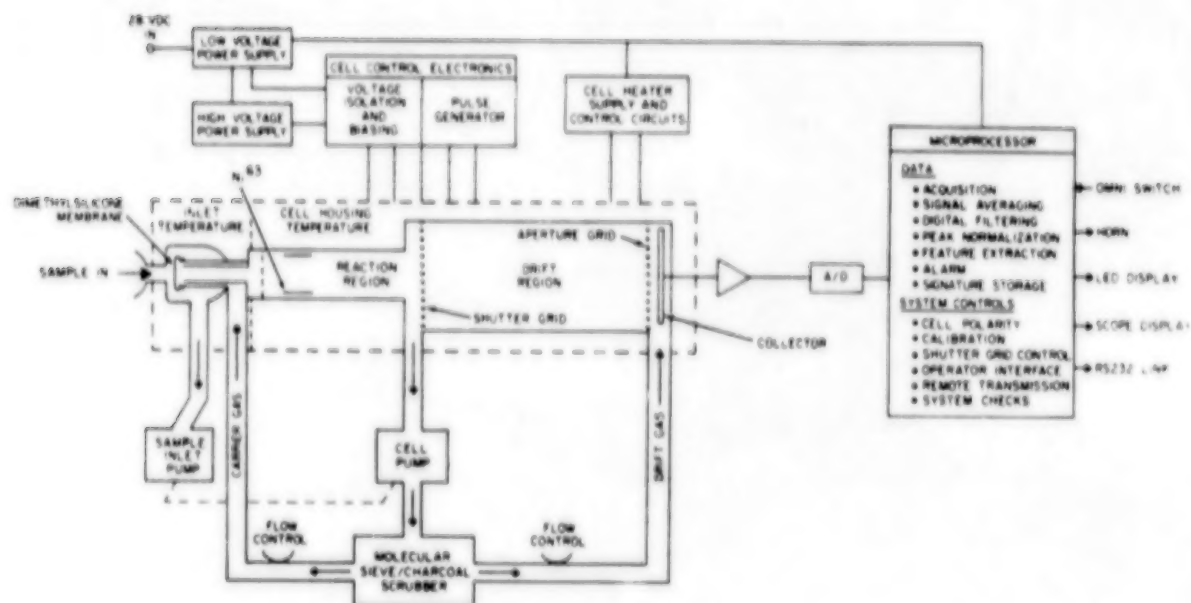 28 VDC
IN
LOW VOLTAGE
POWER SUPPLY
HIGH VOLTAGE
POWER SUPPLY
CELL CONTROL ELECTRONICS
VOLTAGE
ISOLATION
AND
BIASING
PULSE
GENERATOR
CELL HEATER
SUPPLY AND
CONTROL CIRCUITS
MICROPROCESSOR
DATA
• ACQUISITION
• SIGNAL AVERAGING
• DIGITAL FILTERING
• PEAK NORMALIZATION
• FEATURE EXTRACTION
• ALARM
• SIGNATURE STORAGE
SYSTEM CONTROLS
• CELL POLARITY
• CALIBRATION
• SHUTTER GRID CONTROL
• OPERATOR INTERFACE
• REMOTE TRANSMISSION
• SYSTEM CHECKS
OMNI SWITCH
HORN
LED DISPLAY
SCOPE DISPLAY
RS232 LINK
Ni63
DIMETHYLSILICONE
MEMBRANE
INLET
TEMPERATURE
CELL HOUSING
TEMPERATURE
SAMPLE IN
REACTION
REGION
SHUTTER GRID
DRIFT
REGION
APERTURE GRID
COLLECTOR
A/D
SAMPLE
INLET
PUMP
CARRIER GAS
CELL
PUMP
DRIFT GAS
FLOW
CONTROL
MOLECULAR
SIEVE/CHARCOAL
SCRUBBER
FLOW
CONTROL